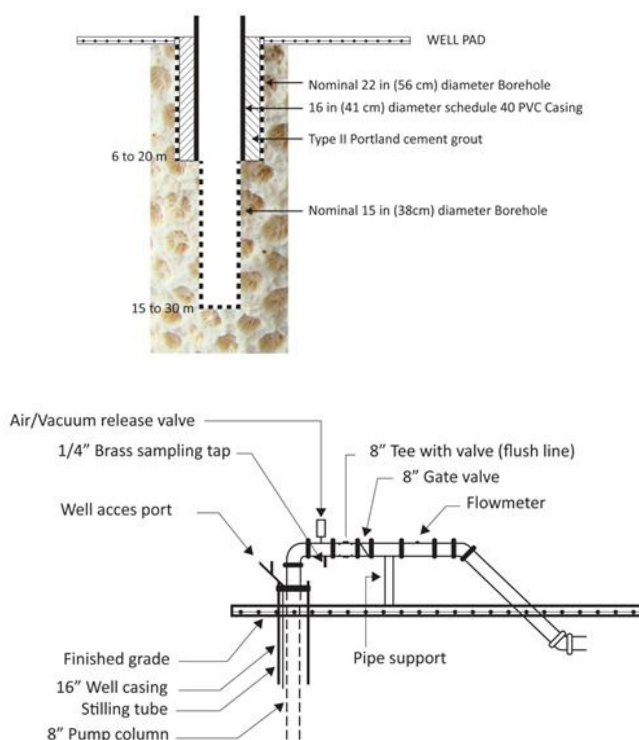 WELL PAD
Nominal 22 in (56 cm) diameter Borehole
16 in (41 cm) diameter schedule 40 PVC Casing
Type II Portland cement grout
6 to 20 m
Nominal 15 in (38cm) diameter Borehole
15 to 30 m
Air/Vacuum release valve
1/4" Brass sampling tap
8" Tee with valve (flush line)
8" Gate valve
Well acces port
Flowmeter
Finished grade
Pipe support
16" Well casing
Stilling tube
8" Pump column